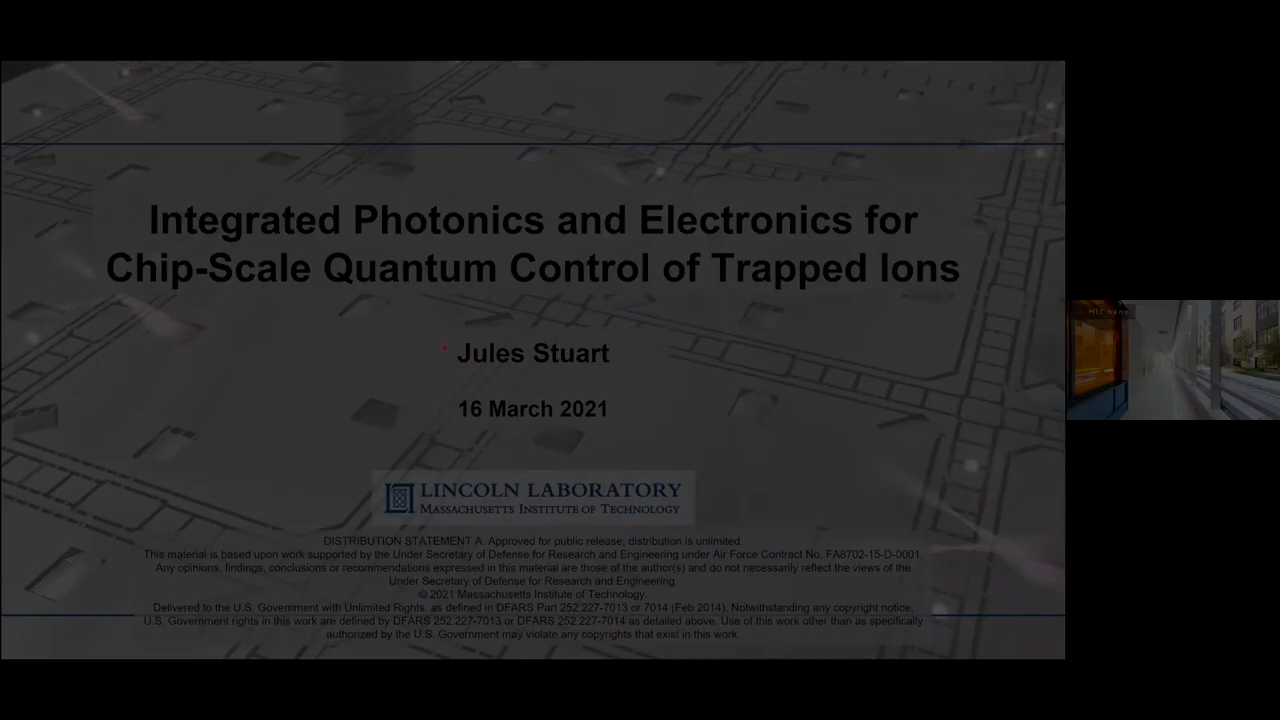 Integrated Photonics and Electronics for
Chip-Scale Quantum Control of Trapped Ions
Jules Stuart
16 March 2021
LINCOLN LABORATORY
MASSACHUSETTS INSTITUTE OF TECHNOLOGY
DISTRIBUTION STATEMENT A. Approved for public release; distribution is unlimited.
This material is based upon work supported by the Under Secretary of Defense for Research and Engineering under Air Force Contract No. FA8702-15-D-0001.
Any opinions, findings, conclusions or recommendations expressed in this material are those of the author(s) and do not necessarily reflect the views of the
Under Secretary of Defense for Research and Engineering.
© 2021 Massachusetts Institute of Technology.
Delivered to the U.S. Government with Unlimited Rights, as defined in DFARS Part 252.227-7013 or 7014 (Feb 2014). Notwithstanding any copyright notice,
U.S. Government rights in this work are defined by DFARS 252.227-7013 or DFARS 252.227-7014 as detailed above. Use of this work other than as specifically
authorized by the U.S. Government may violate any copyrights that exist in this work.
MIT nano